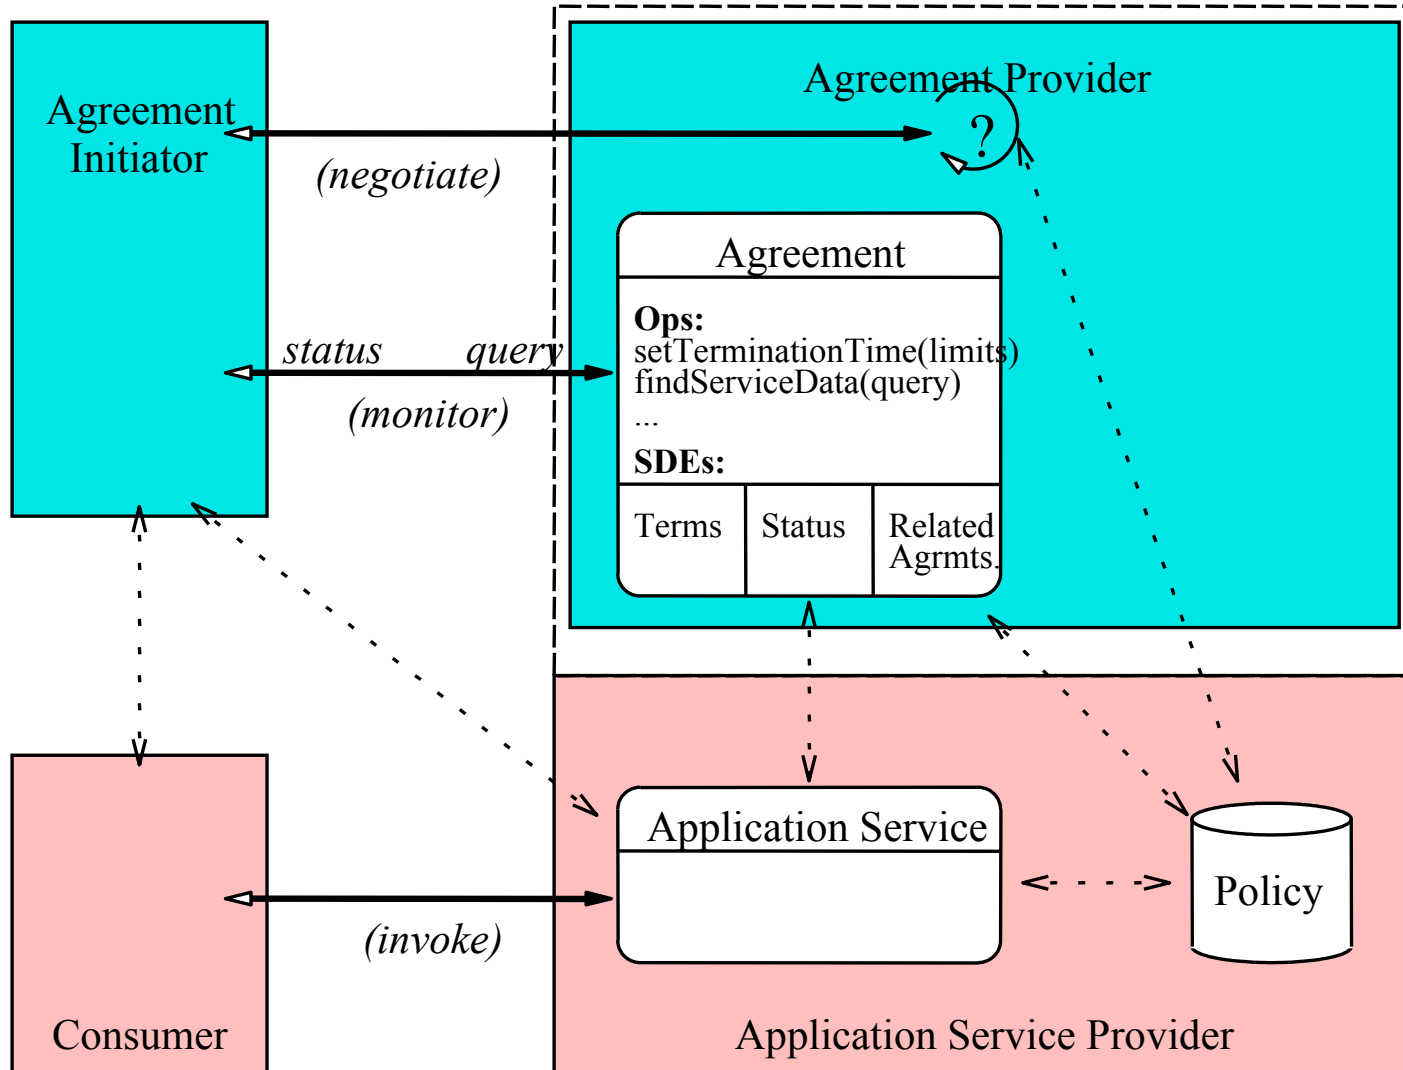 Agreement
Initiator
Agreement Provider
?
(negotiate)
Agreement
Ops:
setTerminationTime(limits)
findServiceData(query)
...
SDEs:
status query
(monitor)
Terms
Status
Related
Agrmts.
Application Service
Policy
(invoke)
Consumer
Application Service Provider